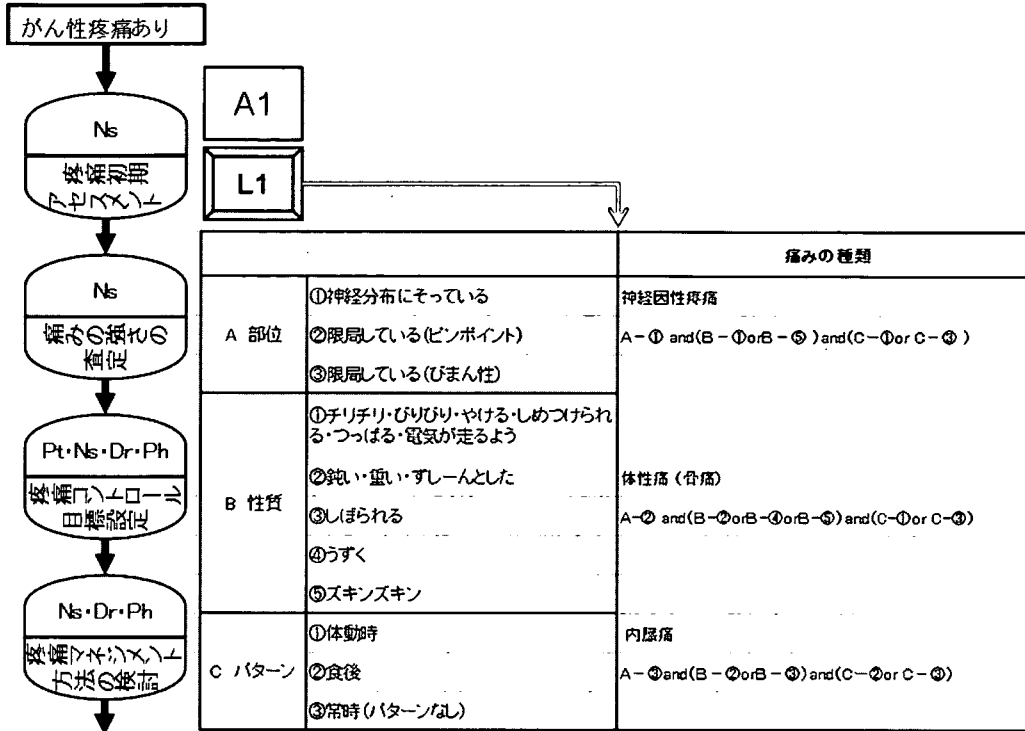 がん性疼痛あり
Ns
疼痛初期
アセスメント
A1
L1
Ns
痛みの強さの
査定
Pt・Ns・Dr・Ph
疼痛コントロール
目標設定
Ns・Dr・Ph
疼痛マネジメント
方法の検討
痛みの種類
A 部位
①神経分布にそっている
②限局している(ピンポイント)
③限局している(びまん性)
神経因性疼痛
A-① and(B-①orB-⑤)and(C-①or C-③)
B 性質
①チリチリ・びりびり・やける・しめつけられ
る・つっぱる・電気が走るよう
②鈍い・重い・ずしーんとした
③しぼられる
④うずく
⑤ズキンズキン
体性痛(骨痛)
A-② and(B-②orB-④orB-⑤)and(C-①or C-③)
C パターン
①体動時
②食後
③常時(パターンなし)
内臓痛
A-③and(B-②orB-③)and(C-②or C-③)